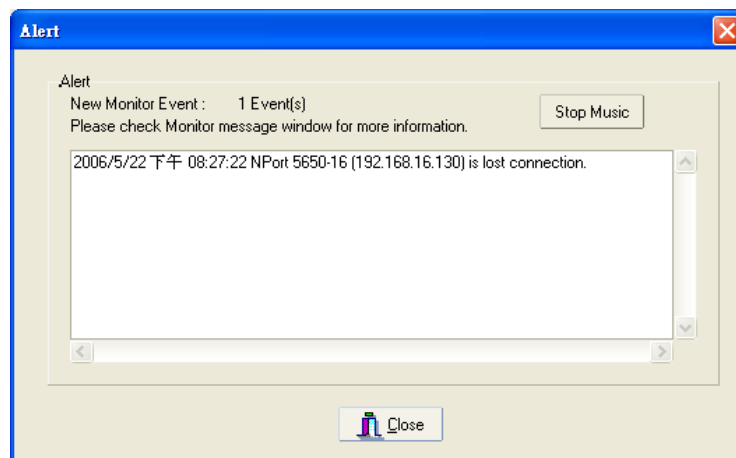 Alert
Alert
New Monitor Event : 1 Event(s)
Please check Monitor message window for more information.
Stop Music
2006/5/22 下午 08:27:22 NPort 5650-16 (192.168.16.130) is lost connection.
Close